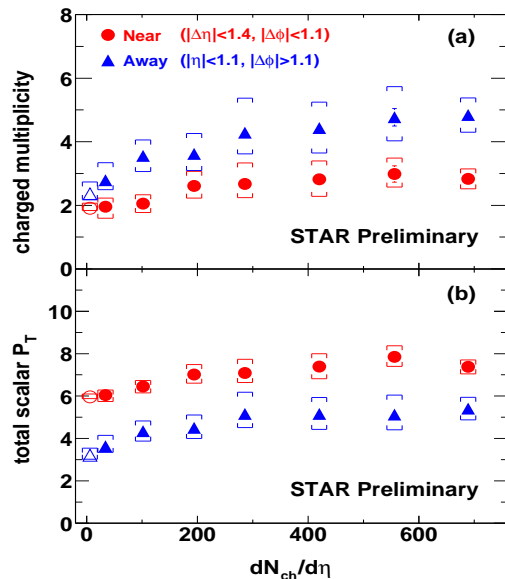 Near (|Δη|<1.4, |Δϕ|<1.1) (a)
Away (|η|<1.1, |Δϕ|>1.1)
charged multiplicity
8
6
4
2
0
STAR Preliminary
(b)
total scalar P_T
10
8
6
4
2
0
STAR Preliminary
0 200 400 600
dN_ch/dη